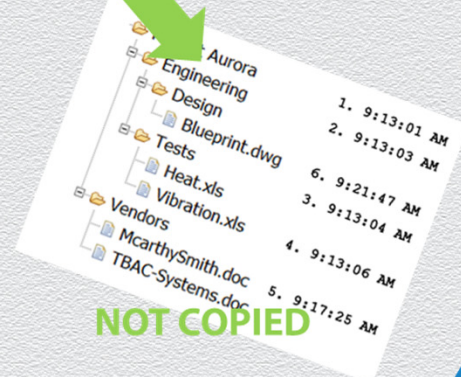 Aurora 1. 9:13:01 AM
Engineering 2. 9:13:03 AM
Design
Blueprint.dwg 6. 9:21:47 AM
Tests 3. 9:13:04 AM
Heat.xls
Vibration.xls 4. 9:13:06 AM
Vendors
McarthySmith.doc 5. 9:17:25 AM
TBAC-Systems.doc
NOT COPIED